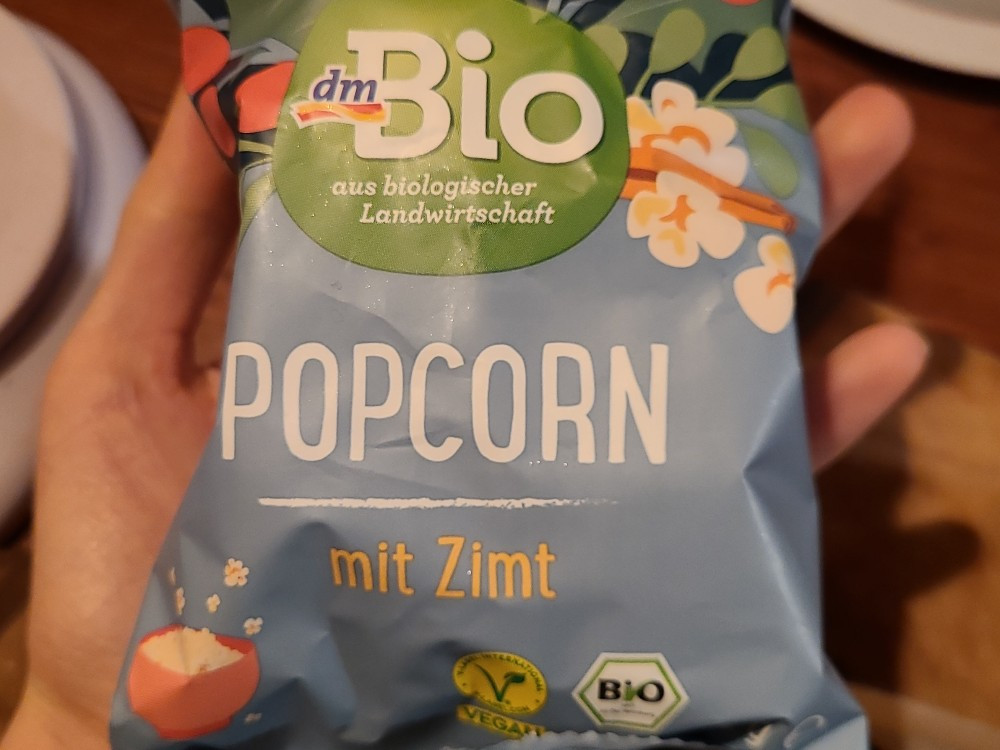 dm
Bio
aus biologischer
Landwirtschaft
POPCORN
mit Zimt
VEGAN
BiO